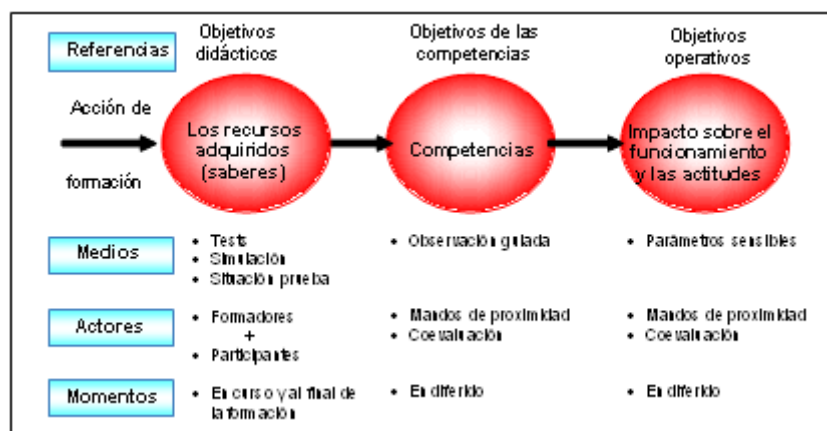 Referencias
Objetivos
didácticos
Objetivos de las
competencias
Objetivos
operativos
Acción de
formación
Los recursos
adquiridos
(saberes)
Competencias
Impacto sobre el
funcionamiento
y las actitudes
Medios
• Tests
• Simulación
• Situación prueba
• Observación guiada
• Parámetros sensibles
Actores
• Formadores
+
• Participantes
• Mandos de proximidad
• Coevaluación
• Mandos de proximidad
• Coevaluación
Momentos
• En curso y al final de
la formación
• En diferido
• En diferido